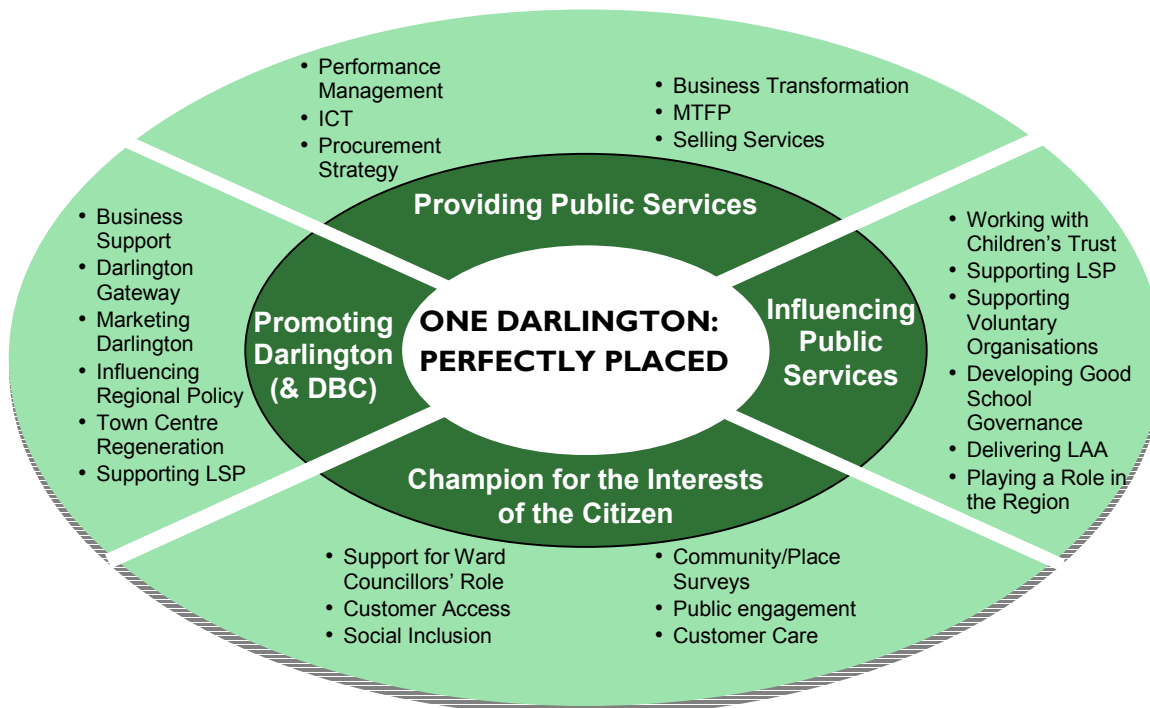 • Performance
Management
• ICT
• Procurement
Strategy
• Business Transformation
• MTFP
• Selling Services
Providing Public Services
• Business
Support
• Darlington
Gateway
• Marketing
Darlington
• Influencing
Regional Policy
• Town Centre
Regeneration
• Supporting LSP
Promoting
Darlington
(& DBC)
ONE DARLINGTON:
PERFECTLY PLACED
Influencing
Public
Services
• Working with
Children’s Trust
• Supporting LSP
• Supporting
Voluntary
Organisations
• Developing Good
School
Governance
• Delivering LAA
• Playing a Role in
the Region
Champion for the Interests
of the Citizen
• Support for Ward
Councillors’ Role
• Customer Access
• Social Inclusion
• Community/Place
Surveys
• Public engagement
• Customer Care